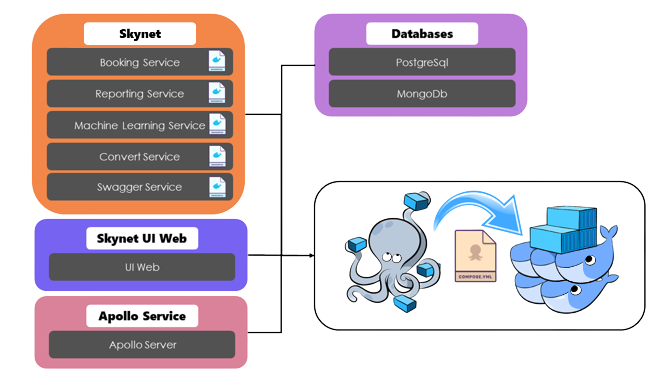 Skynet
Booking Service
Reporting Service
Machine Learning Service
Convert Service
Swagger Service
Skynet UI Web
UI Web
Apollo Service
Apollo Server
Databases
PostgreSql
MongoDb
COMPOSE.YML